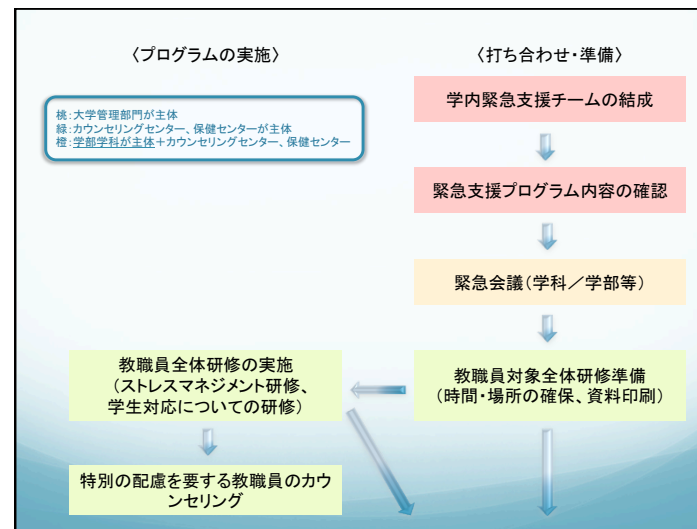 〈プログラムの実施〉
〈打ち合わせ・準備〉
桃:大学管理部門が主体
緑:カウンセリングセンター、保健センターが主体
橙:学部学科が主体+カウンセリングセンター、保健センター
学内緊急支援チームの結成
緊急支援プログラム内容の確認
緊急会議(学科／学部等)
教職員対象全体研修準備
(時間・場所の確保、資料印刷)
教職員全体研修の実施
(ストレスマネジメント研修、
学生対応についての研修)
特別の配慮を要する教職員のカウ
ンセリング